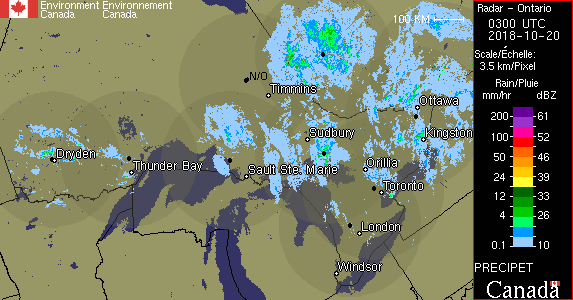 Environment Environnement
Canada Canada
100 KM
N/O
Timmins
Ottawa
Sudbury
Kingston
Dryden
Thunder Bay
Sault Ste. Marie
Orillia
Toronto
London
Windsor
Radar - Ontario
0300 UTC
2018-10-20
Scale/Échelle:
3.5 km/Pixel
Rain/Pluie
mm/hr dBZ
200 61
100 52
50 46
24 39
12 33
4 26
1 20
0.1 10
PRECIPET
Canada